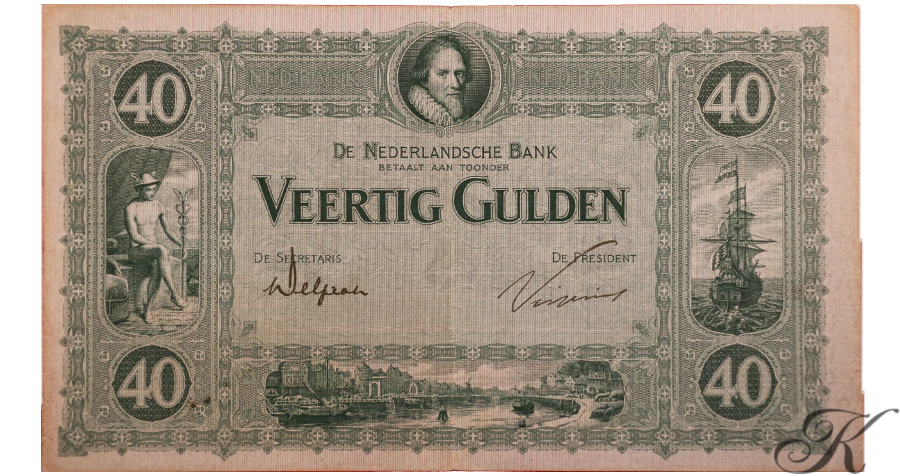 40 NED·BANK NED·BANK 40
DE NEDERLANDSCHE BANK
BETAALT AAN TOONDER
VEERTIG GULDEN
DE SECRETARIS DE PRESIDENT
40 40
K